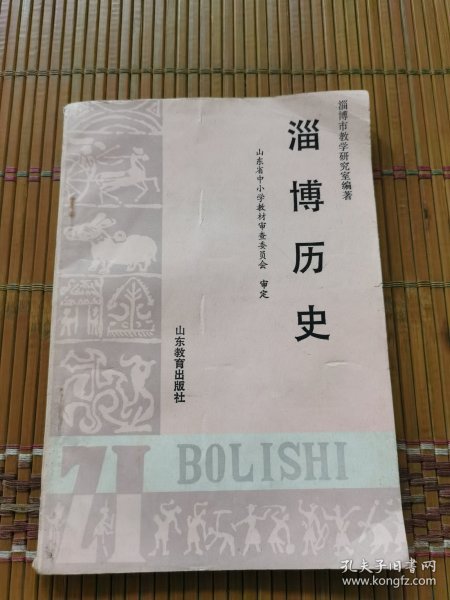 淄博市教学研究室编著
淄博历史
山东省中小学教材审查委员会 审定
山东教育出版社
ZI BOLISHI
孔夫子旧书网
www.kongfz.com